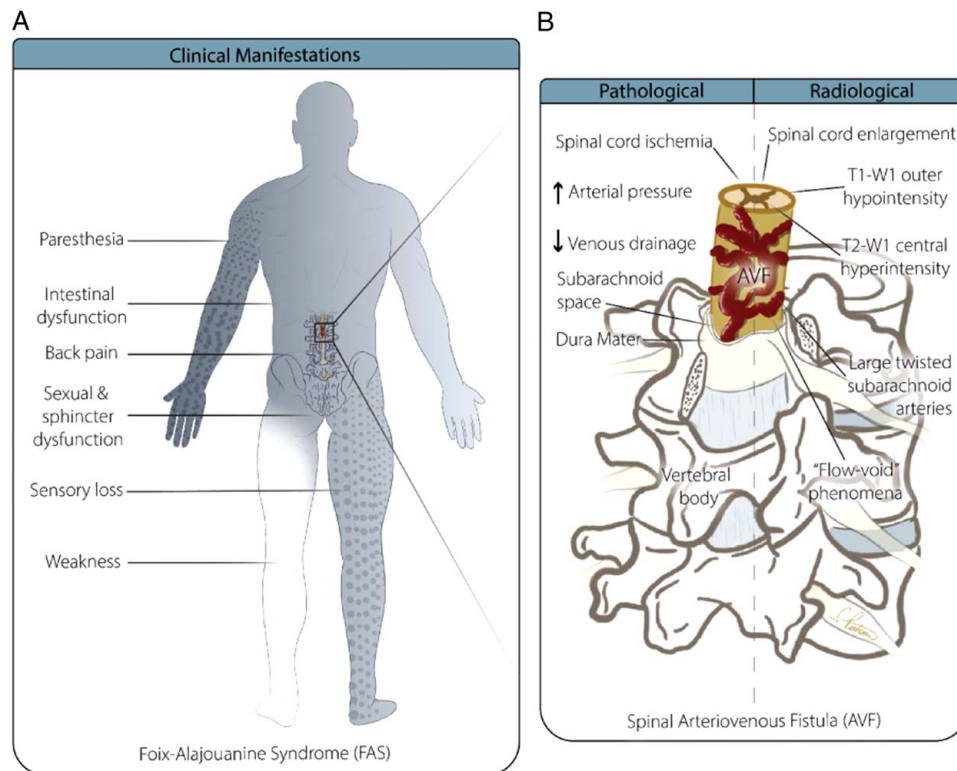 A
Clinical Manifestations
Paresthesia
Intestinal
dysfunction
Back pain
Sexual &
sphincter
dysfunction
Sensory loss
Weakness
Foix-Alajouanine Syndrome (FAS)
B
Pathological
Radiological
Spinal cord ischemia
↑ Arterial pressure
↓ Venous drainage
Subarachnoid
space
Dura Mater
Spinal cord enlargement
T1-W1 outer
hypointensity
T2-W1 central
hyperintensity
AVF
Large twisted
subarachnoid
arteries
Vertebral
body
"Flow-void"
phenomena
Spinal Arteriovenous Fistula (AVF)